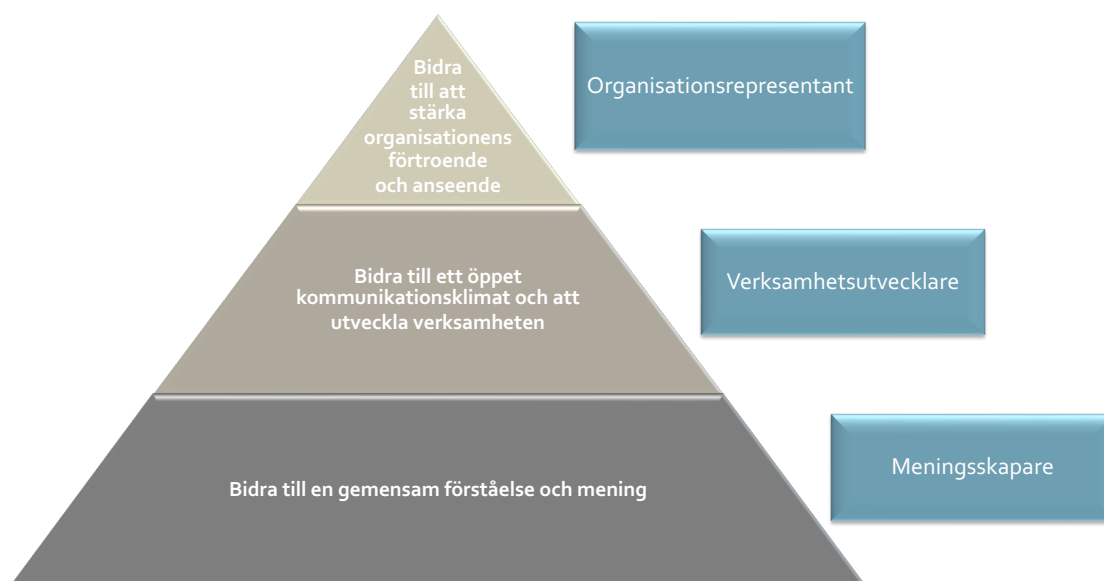 Bidra
till att
stärka
organisationens
förtroende
och anseende
Organisationsrepresentant
Bidra till ett öppet
kommunikationsklimat och att
utveckla verksamheten
Verksamhetsutvecklare
Bidra till en gemensam förståelse och mening
Meningsskapare